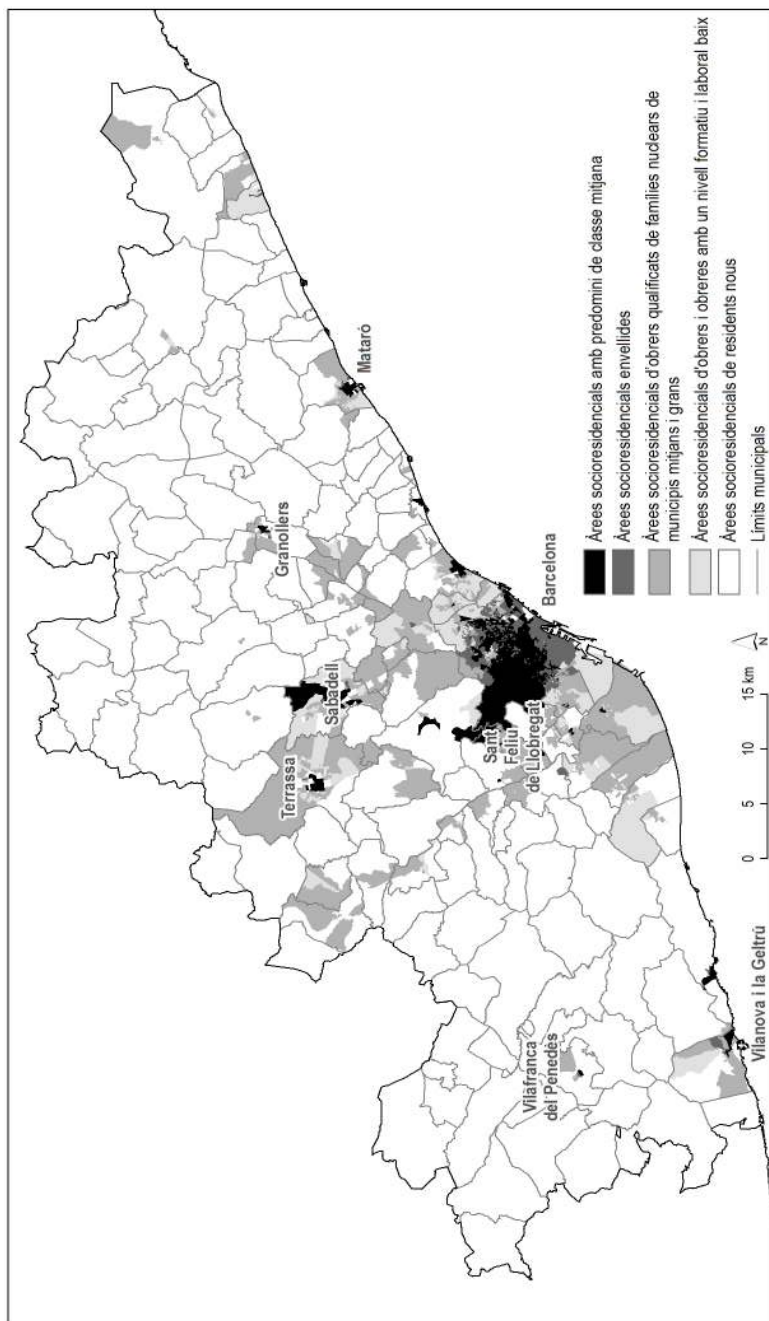 Mataró
Granollers
Sabadell
Terrassa
Barcelona
Sant
Feliu
de Llobregat
Vilafranca
del Penedès
Vilanova i la Geltrú
0 5 10 15 km
N
Àrees socioresidencials amb predomini de classe mitjana
Àrees socioresidencials envellides
Àrees socioresidencials d'obrers qualificats de famílies nuclears de
municipis mitjans i grans
Àrees socioresidencials d'obrers i obreres amb un nivell formatiu i laboral baix
Àrees socioresidencials de residents nous
Límits municipals